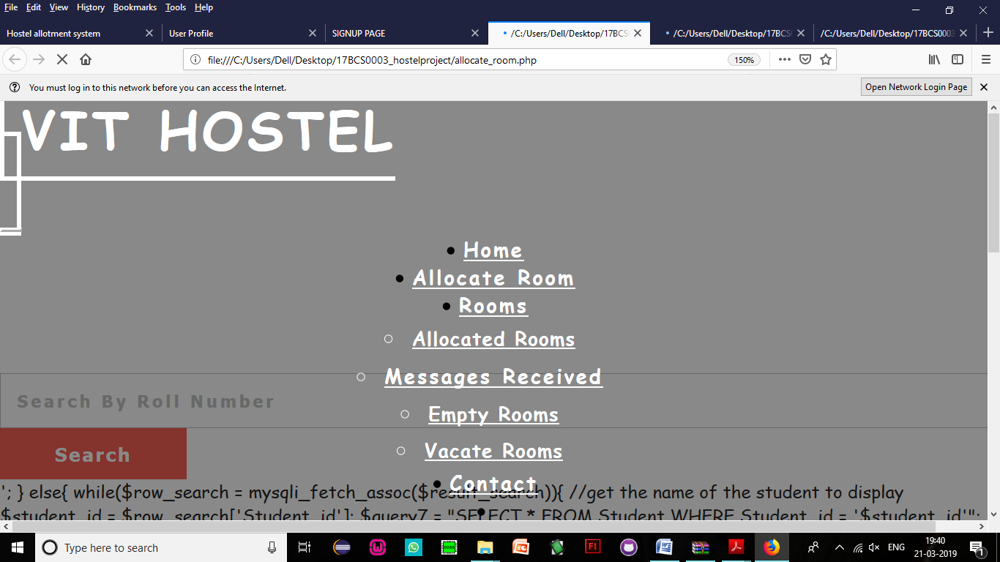 File Edit View History Bookmarks Tools Help
Hostel allotment system User Profile SIGNUP PAGE /C:/Users/Dell/Desktop/17BCS /C:/Users/Dell/Desktop/17BCS /C:/Users/Dell/Desktop/17BCS0003
file:///C:/Users/Dell/Desktop/17BCS0003_hostelproject/allocate_room.php 150%
You must log in to this network before you can access the Internet. Open Network Login Page
VIT HOSTEL
Home
Allocate Room
Rooms
Allocated Rooms
Messages Received
Search By Roll Number
Empty Rooms
Vacate Rooms
Search
Contact
'; } else{ while($row_search = mysqli_fetch_assoc($result_search)){ //get the name of the student to display
$student_id = $row_search['Student_id']; $query7 = "SELECT * FROM Student WHERE Student_id = '$student_id'";
Type here to search ENG 19:40
21-03-2019
1